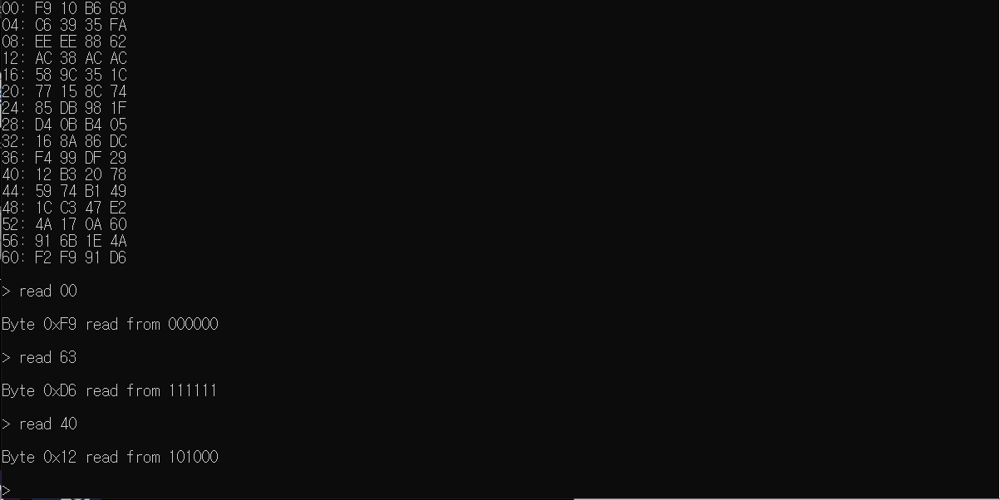 00: F9 10 B6 69
04: C6 39 35 FA
08: EE EE 88 62
12: AC 38 AC AC
16: 58 9C 35 1C
20: 77 15 8C 74
24: 85 DB 98 1F
28: D4 0B B4 05
32: 16 8A 86 DC
36: F4 99 DF 29
40: 12 B3 20 78
44: 59 74 B1 49
48: 1C C3 47 E2
52: 4A 17 0A 60
56: 91 6B 1E 4A
60: F2 F9 91 D6
> read 00
Byte 0xF9 read from 000000
> read 63
Byte 0xD6 read from 111111
> read 40
Byte 0x12 read from 101000
>